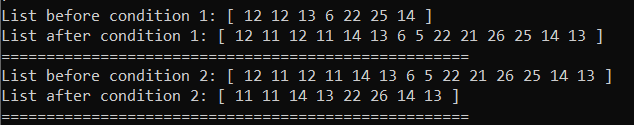 List before condition 1: [ 12 12 13 6 22 25 14 ]
List after condition 1: [ 12 11 12 11 14 13 6 5 22 21 26 25 14 13 ]
====================================================
List before condition 2: [ 12 11 12 11 14 13 6 5 22 21 26 25 14 13 ]
List after condition 2: [ 11 11 14 13 22 26 14 13 ]
====================================================